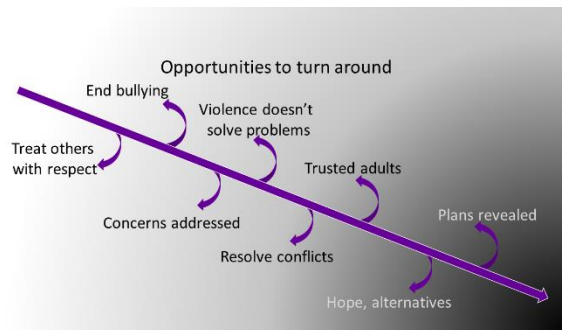 Opportunities to turn around
End bullying
Violence doesn't
solve problems
Treat others
with respect
Trusted adults
Concerns addressed
Plans revealed
Resolve conflicts
Hope, alternatives